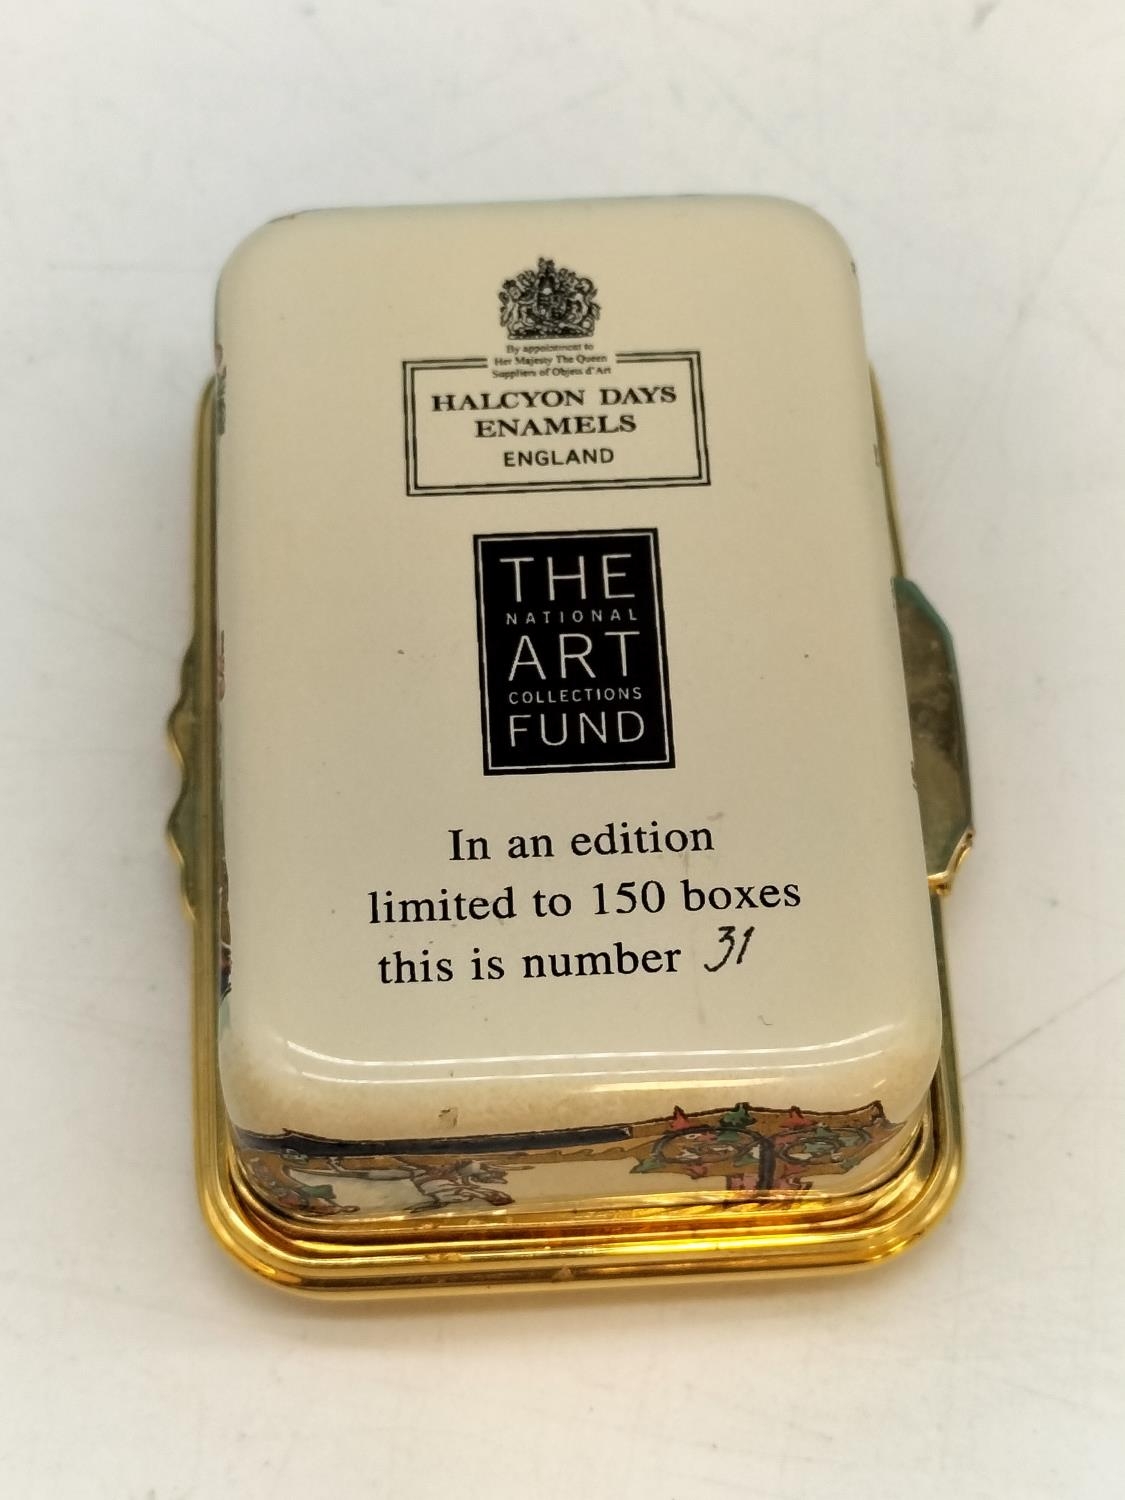 By appointment to
Her Majesty The Queen
Suppliers of Objets d'Art
HALCYON DAYS
ENAMELS
ENGLAND
THE
NATIONAL
ART
COLLECTIONS
FUND
In an edition
limited to 150 boxes
this is number 31